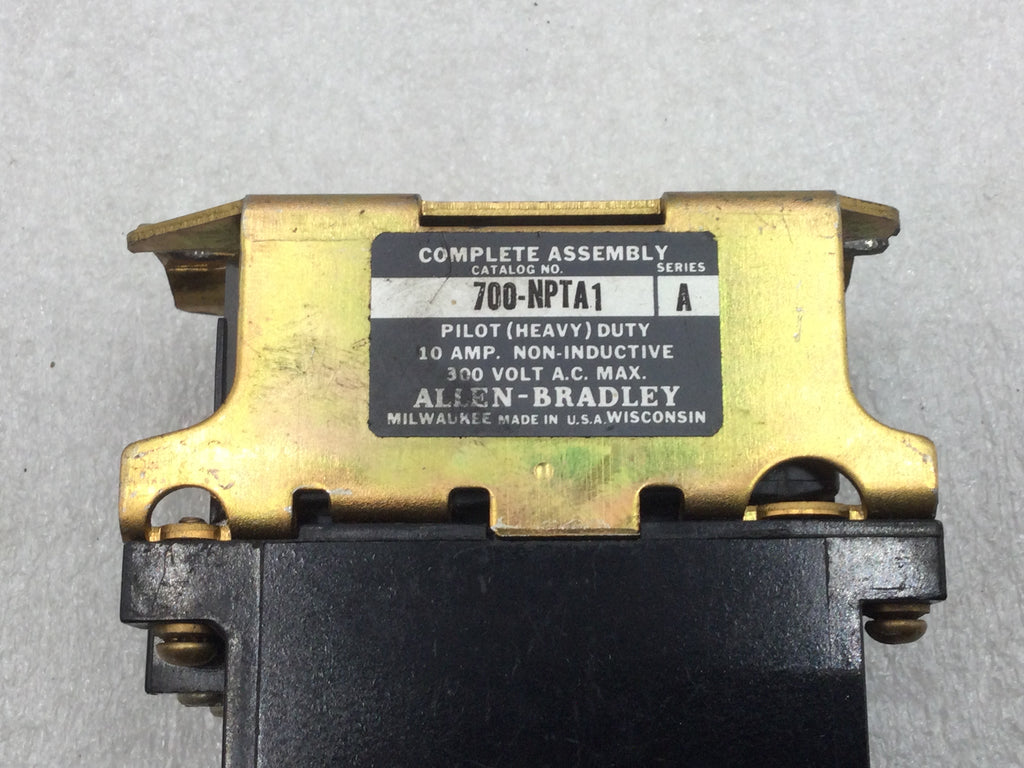 COMPLETE ASSEMBLY
CATALOG NO. SERIES
700-NPTA1 A
PILOT (HEAVY) DUTY
10 AMP. NON-INDUCTIVE
300 VOLT A.C. MAX.
ALLEN-BRADLEY
MILWAUKEE MADE IN U.S.A. WISCONSIN